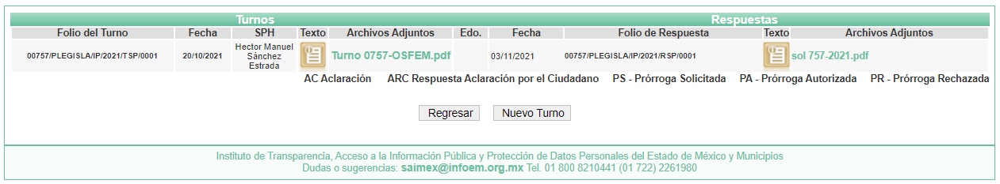 Turnos Respuestas
Folio del Turno Fecha SPH Texto Archivos Adjuntos Edo. Fecha Folio de Respuesta Texto Archivos Adjuntos
00757/PLEGISLA/IP/2021/TSP/0001 20/10/2021 Hector Manuel Sánchez Estrada Turno 0757-OSFEM.pdf 03/11/2021 00757/PLEGISLA/IP/2021/RSP/0001 sol 757-2021.pdf
AC Aclaración ARC Respuesta Aclaración por el Ciudadano PS - Prórroga Solicitada PA - Prórroga Autorizada PR - Prórroga Rechazada
Regresar Nuevo Turno
Instituto de Transparencia, Acceso a la Información Pública y Protección de Datos Personales del Estado de México y Municipios
Dudas o sugerencias: saimex@infoem.org.mx Tel. 01 800 8210441 (01 722) 2261980